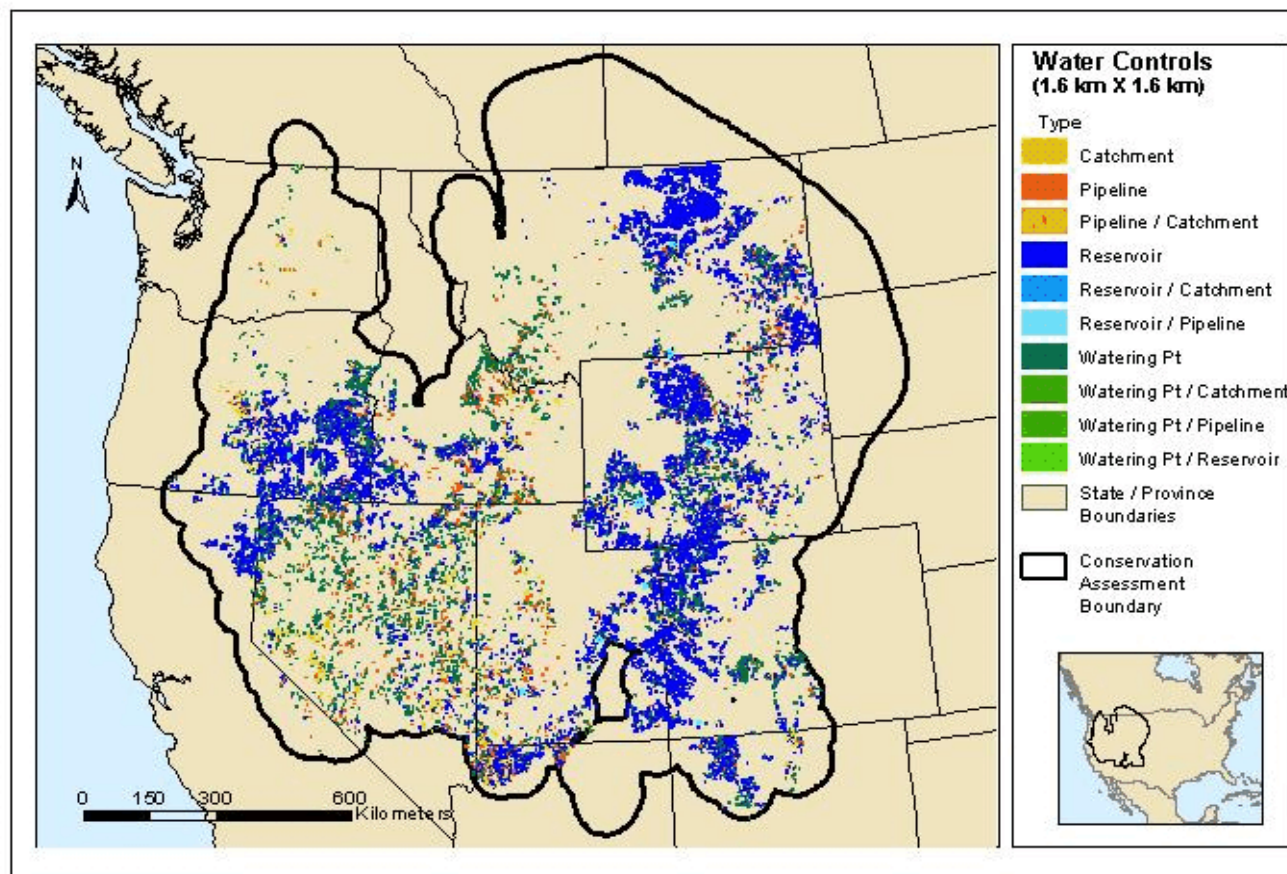 Water Controls
(1.6 km X 1.6 km)
Type
Catchment
Pipeline
Pipeline / Catchment
Reservoir
Reservoir / Catchment
Reservoir / Pipeline
Watering Pt
Watering Pt / Catchment
Watering Pt / Pipeline
Watering Pt / Reservoir
State / Province
Boundaries
Conservation
Assessment
Boundary
N
0 150 300 600
Kilometers